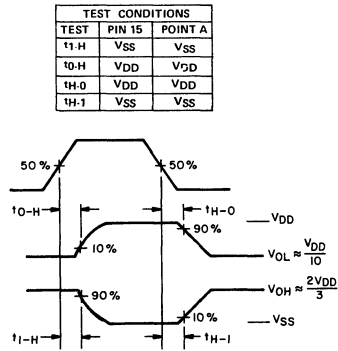 TEST CONDITIONS
TEST PIN 15 POINT A
t1-H VSS VSS
t0-H VDD VDD
tH-0 VDD VDD
tH-1 VSS VSS
50% 50%
t0-H tH-0
90% VDD
10% VOL ≈ VDD/10
90% VOH ≈ 2VDD/3
10% VSS
t1-H tH-1